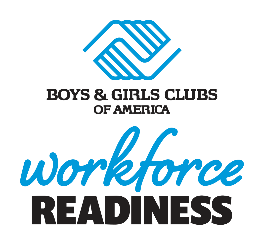 BOYS & GIRLS CLUBS
OF AMERICA
workforce
READINESS